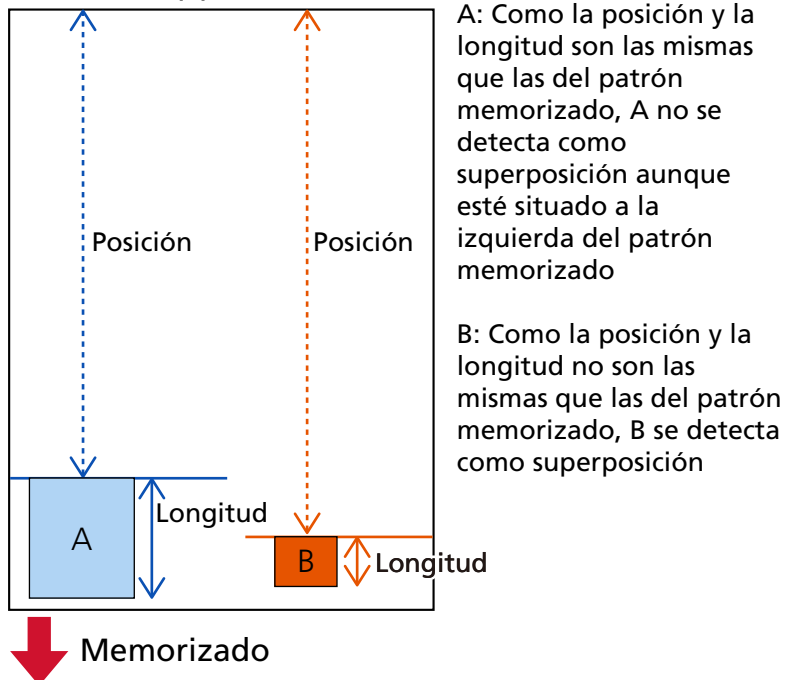 A: Como la posición y la
longitud son las mismas
que las del patrón
memorizado, A no se
detecta como
superposición aunque
esté situado a la
izquierda del patrón
memorizado
B: Como la posición y la
longitud no son las
mismas que las del patrón
memorizado, B se detecta
como superposición
Posición
Posición
Longitud
A
B
Longitud
Memorizado